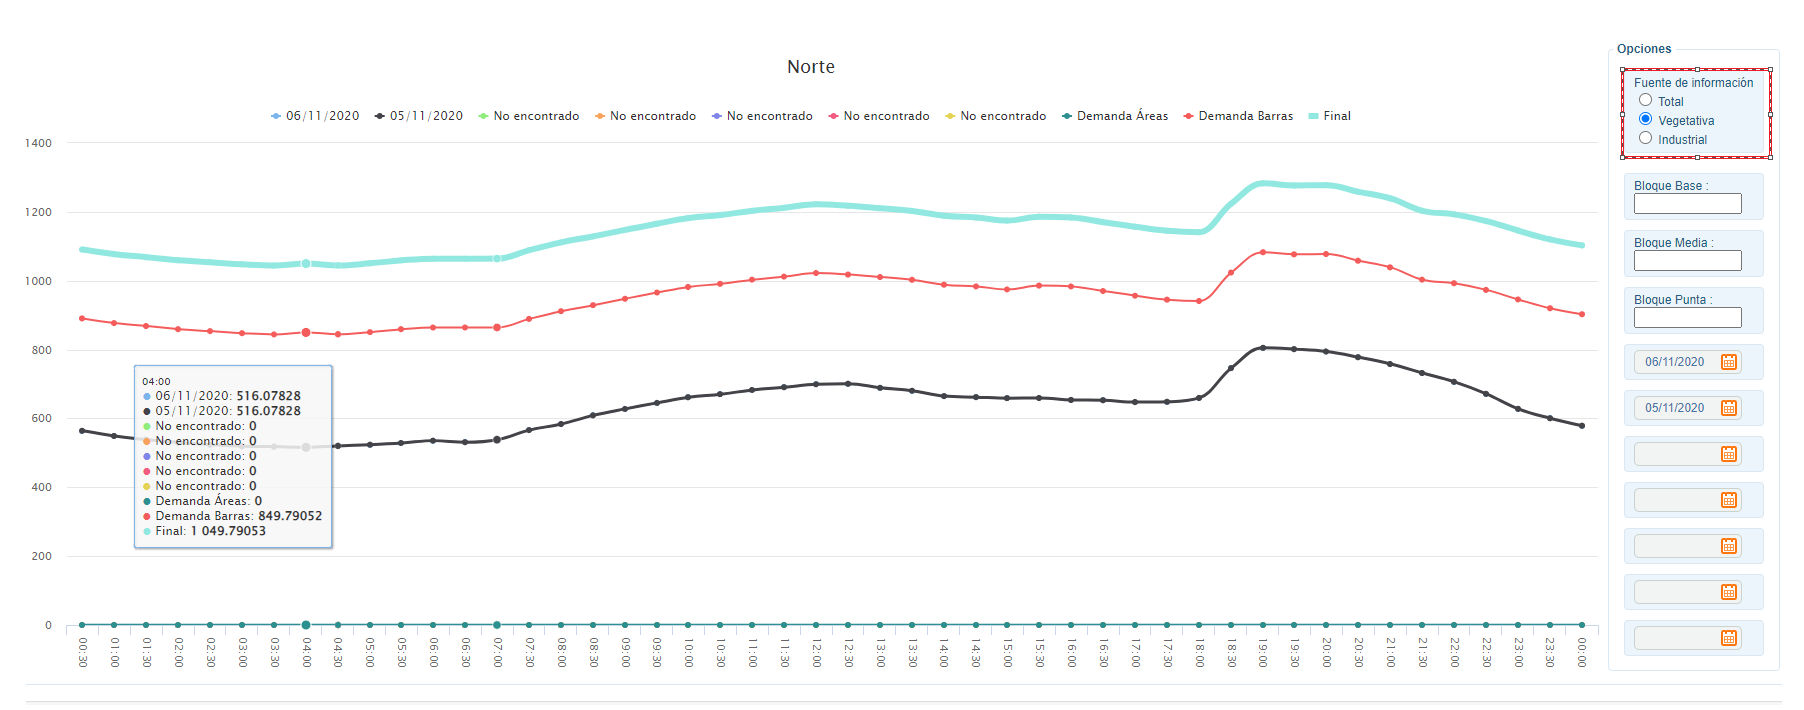 Norte
06/11/2020 05/11/2020 No encontrado No encontrado No encontrado No encontrado No encontrado Demanda Áreas Demanda Barras Final
1400
1200
1000
800
600
400
200
0
04:00
06/11/2020: 516.07828
05/11/2020: 516.07828
No encontrado: 0
No encontrado: 0
No encontrado: 0
No encontrado: 0
No encontrado: 0
Demanda Áreas: 0
Demanda Barras: 849.79052
Final: 1 049.79053
00:30 01:00 01:30 02:00 02:30 03:00 03:30 04:00 04:30 05:00 05:30 06:00 06:30 07:00 07:30 08:00 08:30 09:00 09:30 10:00 10:30 11:00 11:30 12:00 12:30 13:00 13:30 14:00 14:30 15:00 15:30 16:00 16:30 17:00 17:30 18:00 18:30 19:00 19:30 20:00 20:30 21:00 21:30 22:00 22:30 23:00 23:30 00:00
Opciones
Fuente de información
Total
Vegetativa
Industrial
Bloque Base :
Bloque Media :
Bloque Punta :
06/11/2020
05/11/2020